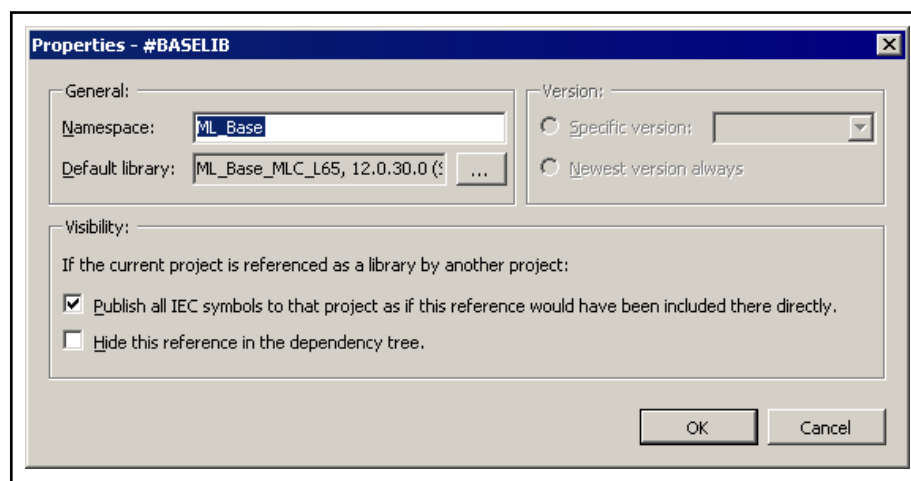 Properties - #BASELIB
General:
Namespace: ML_Base
Default library: ML_Base_MLC_L65, 12.0.30.0 ( ...
Version:
Specific version:
Newest version always
Visibility:
If the current project is referenced as a library by another project:
Publish all IEC symbols to that project as if this reference would have been included there directly.
Hide this reference in the dependency tree.
OK Cancel